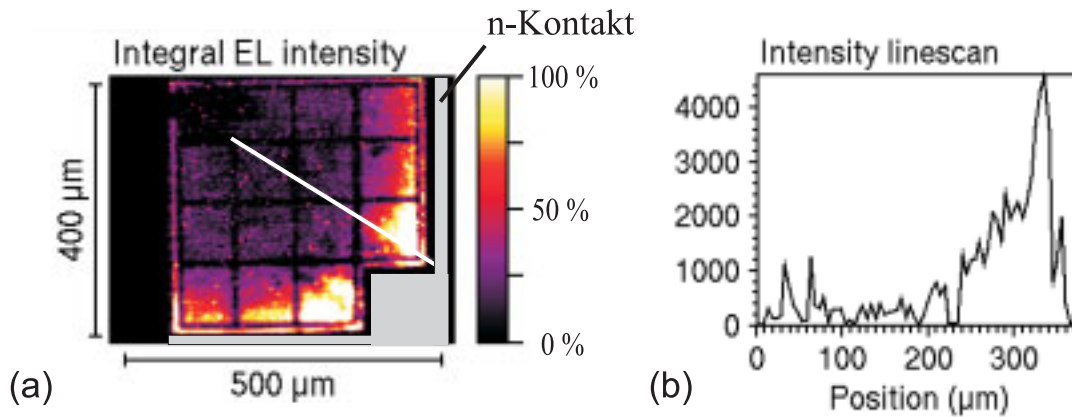 n-Kontakt
Integral EL intensity
400 µm
100 %
50 %
0 %
500 µm
(a)
Intensity linescan
4000
3000
2000
1000
0
0 100 200 300
Position (µm)
(b)